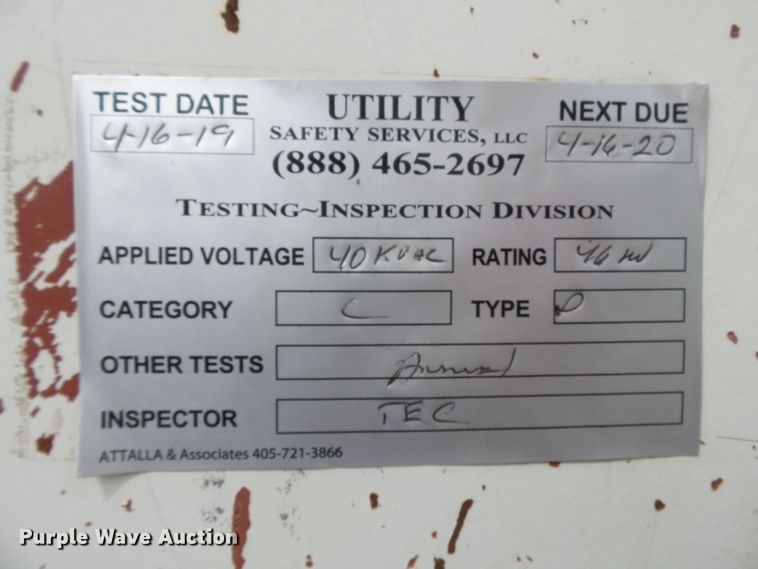 TEST DATE UTILITY NEXT DUE
4-16-19 SAFETY SERVICES, LLC 4-16-20
(888) 465-2697
TESTING~INSPECTION DIVISION
APPLIED VOLTAGE 40 KVAC RATING 46 KV
CATEGORY C TYPE D
OTHER TESTS Annual
INSPECTOR TEC
ATTALLA & Associates 405-721-3866
Purple Wave Auction